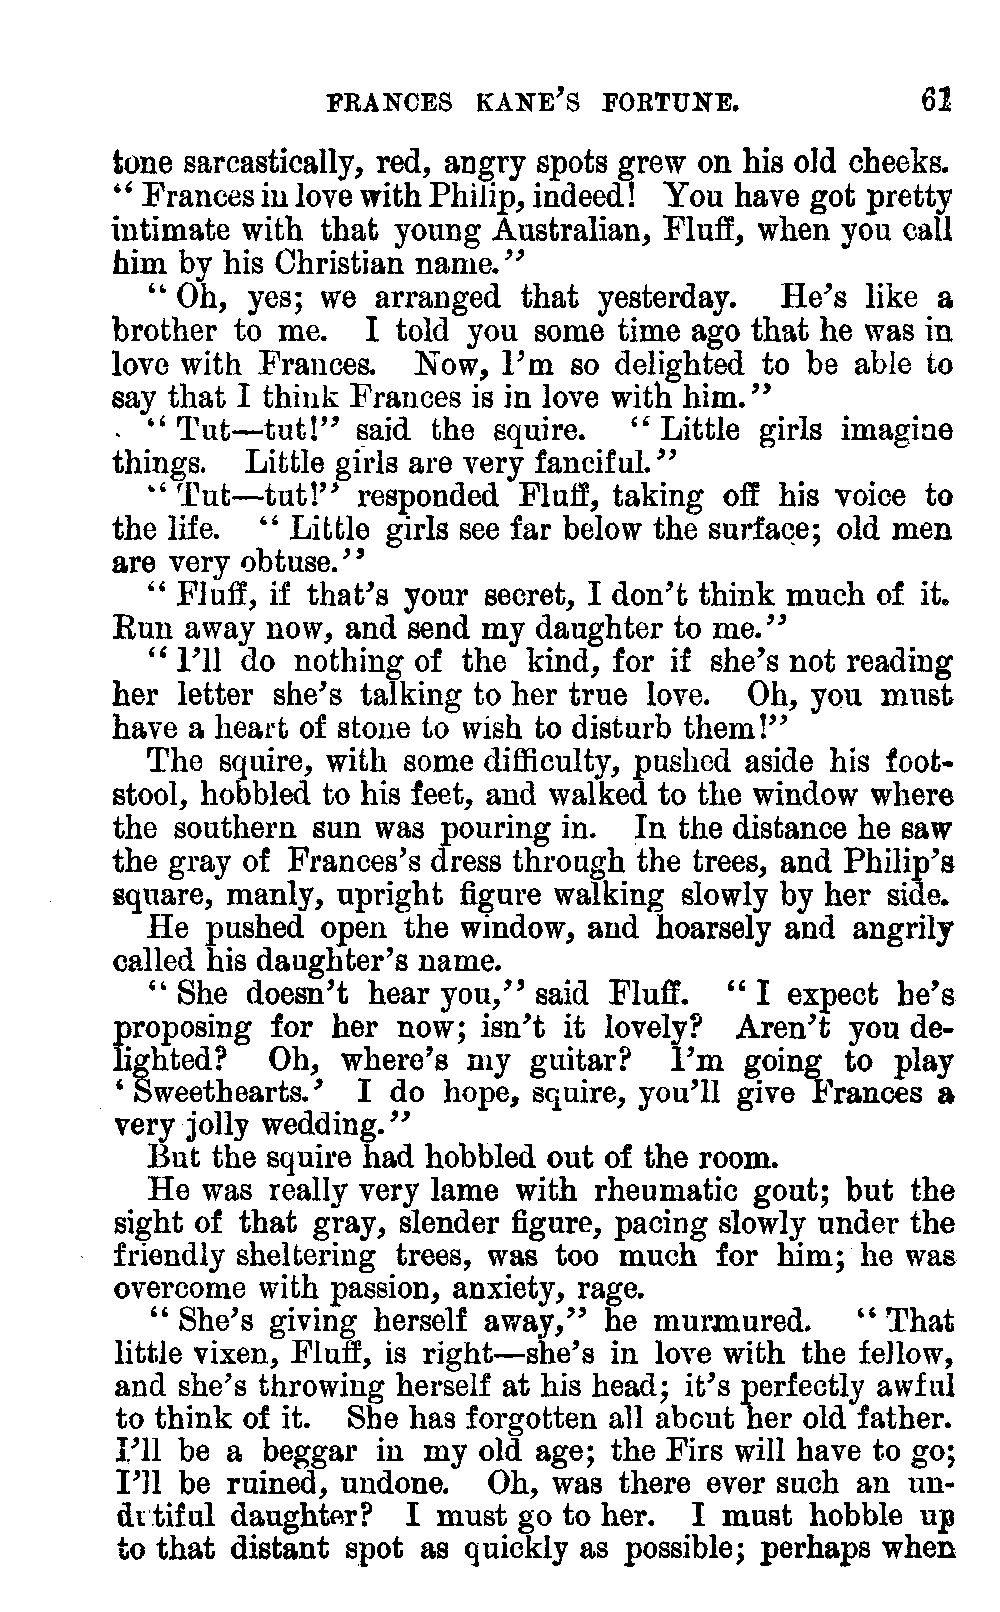 FRANCES KANE'S FORTUNE. 61
tone sarcastically, red, angry spots grew on his old cheeks.
"Frances in love with Philip, indeed! You have got pretty
intimate with that young Australian, Fluff, when you call
him by his Christian name."
"Oh, yes; we arranged that yesterday. He's like a
brother to me. I told you some time ago that he was in
love with Frances. Now, I'm so delighted to be able to
say that I think Frances is in love with him."
"Tut—tut!" said the squire. "Little girls imagine
things. Little girls are very fanciful."
"Tut—tut!" responded Fluff, taking off his voice to
the life. "Little girls see far below the surface; old men
are very obtuse."
"Fluff, if that's your secret, I don't think much of it.
Run away now, and send my daughter to me."
"I'll do nothing of the kind, for if she's not reading
her letter she's talking to her true love. Oh, you must
have a heart of stone to wish to disturb them!"
The squire, with some difficulty, pushed aside his foot-
stool, hobbled to his feet, and walked to the window where
the southern sun was pouring in. In the distance he saw
the gray of Frances's dress through the trees, and Philip's
square, manly, upright figure walking slowly by her side.
He pushed open the window, and hoarsely and angrily
called his daughter's name.
"She doesn't hear you," said Fluff. "I expect he's
proposing for her now; isn't it lovely? Aren't you de-
lighted? Oh, where's my guitar? I'm going to play
'Sweethearts.' I do hope, squire, you'll give Frances a
very jolly wedding."
But the squire had hobbled out of the room.
He was really very lame with rheumatic gout; but the
sight of that gray, slender figure, pacing slowly under the
friendly sheltering trees, was too much for him; he was
overcome with passion, anxiety, rage.
"She's giving herself away," he murmured. "That
little vixen, Fluff, is right—she's in love with the fellow,
and she's throwing herself at his head; it's perfectly awful
to think of it. She has forgotten all about her old father.
I'll be a beggar in my old age; the Firs will have to go;
I'll be ruined, undone. Oh, was there ever such an un-
dutiful daughter? I must go to her. I must hobble up
to that distant spot as quickly as possible; perhaps when